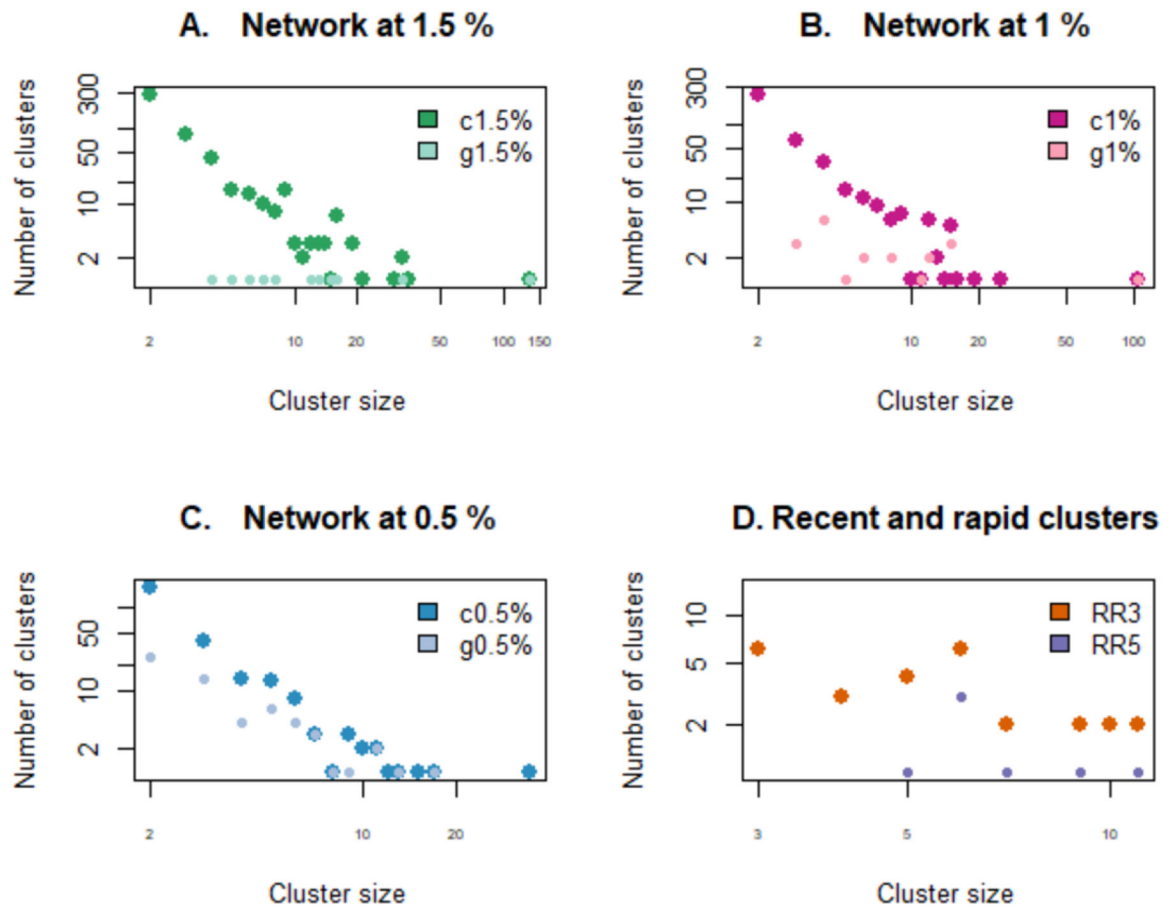 A. Network at 1.5 %
Number of clusters
300
50
10
2
c1.5%
g1.5%
2 10 20 50 100 150
Cluster size
B. Network at 1 %
Number of clusters
300
50
10
2
c1%
g1%
2 10 20 50 100
Cluster size
C. Network at 0.5 %
Number of clusters
50
10
2
c0.5%
g0.5%
2 10 20
Cluster size
D. Recent and rapid clusters
Number of clusters
10
5
2
RR3
RR5
3 5 10
Cluster size